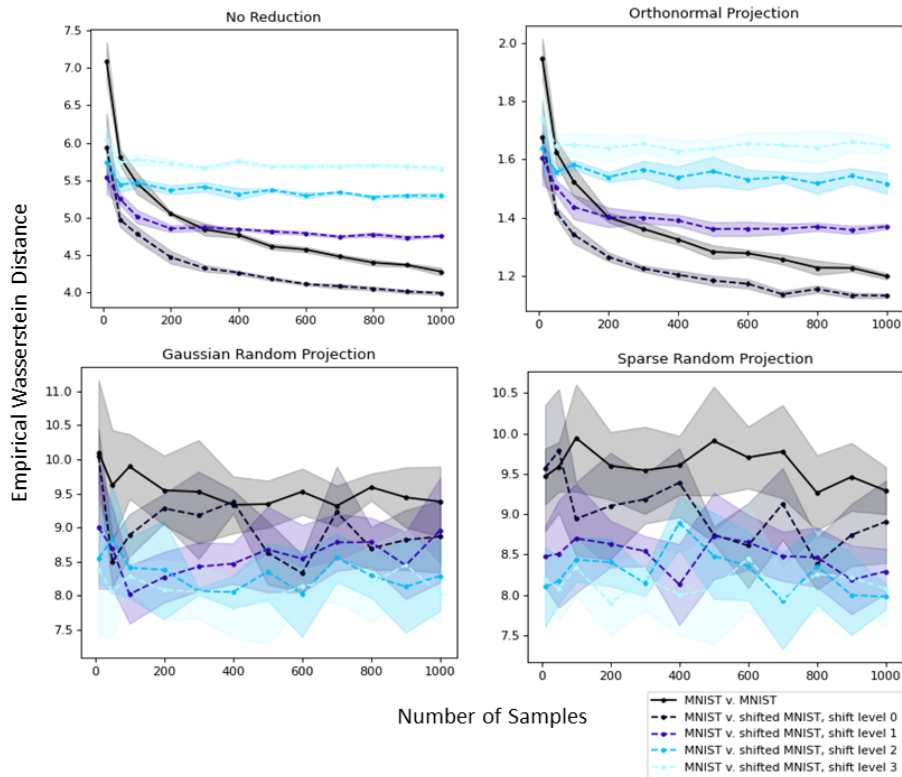 No Reduction
Orthonormal Projection
7.5
7.0
6.5
6.0
5.5
5.0
4.5
4.0
0 200 400 600 800 1000
2.0
1.8
1.6
1.4
1.2
0 200 400 600 800 1000
Empirical Wasserstein Distance
Gaussian Random Projection
Sparse Random Projection
11.0
10.5
10.0
9.5
9.0
8.5
8.0
7.5
0 200 400 600 800 1000
10.5
10.0
9.5
9.0
8.5
8.0
7.5
0 200 400 600 800 1000
Number of Samples
MNIST v. MNIST
MNIST v. shifted MNIST, shift level 0
MNIST v. shifted MNIST, shift level 1
MNIST v. shifted MNIST, shift level 2
MNIST v. shifted MNIST, shift level 3